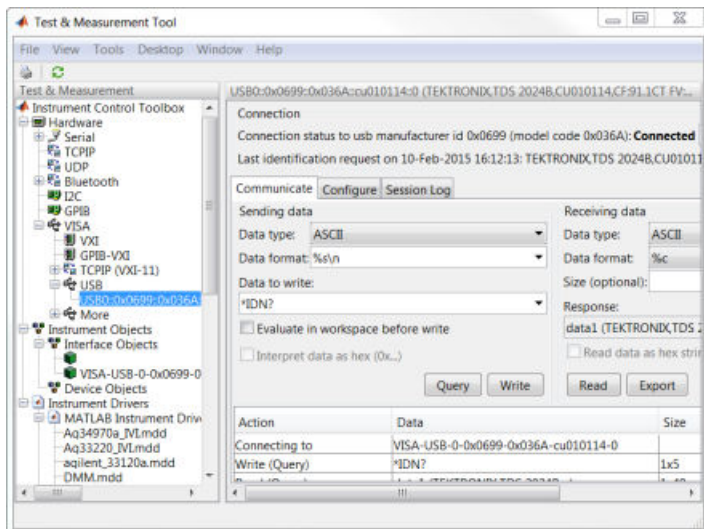 Test & Measurement Tool
File View Tools Desktop Window Help
Test & Measurement
Instrument Control Toolbox
Hardware
Serial
TCPIP
UDP
Bluetooth
I2C
GPIB
VISA
VXI
GPIB-VXI
TCPIP (VXI-11)
USB
USB0::0x0699::0x036A:
More
Instrument Objects
Interface Objects
VISA-USB-0-0x0699-0
Device Objects
Instrument Drivers
MATLAB Instrument Driv
Ag34970a_IVI.mdd
Ag33220_IVI.mdd
agilent_33120a.mdd
DMM.mdd
USB0::0x0699::0x036A::cu010114::0 (TEKTRONIX,TDS 2024B,CU010114,CF:91.1CT FV:...
Connection
Connection status to usb manufacturer id 0x0699 (model code 0x036A): Connected
Last identification request on 10-Feb-2015 16:12:13: TEKTRONIX,TDS 2024B,CU01011
Communicate Configure Session Log
Sending data
Data type: ASCII
Data format: %s\n
Data to write:
*IDN?
Evaluate in workspace before write
Interpret data as hex (0x...)
Query Write
Receiving data
Data type: ASCII
Data format: %c
Size (optional):
Response:
data1 (TEKTRONIX,TDS 2
Read data as hex strin
Read Export
Action Data Size
Connecting to VISA-USB-0-0x0699-0x036A-cu010114-0
Write (Query) *IDN? 1x5